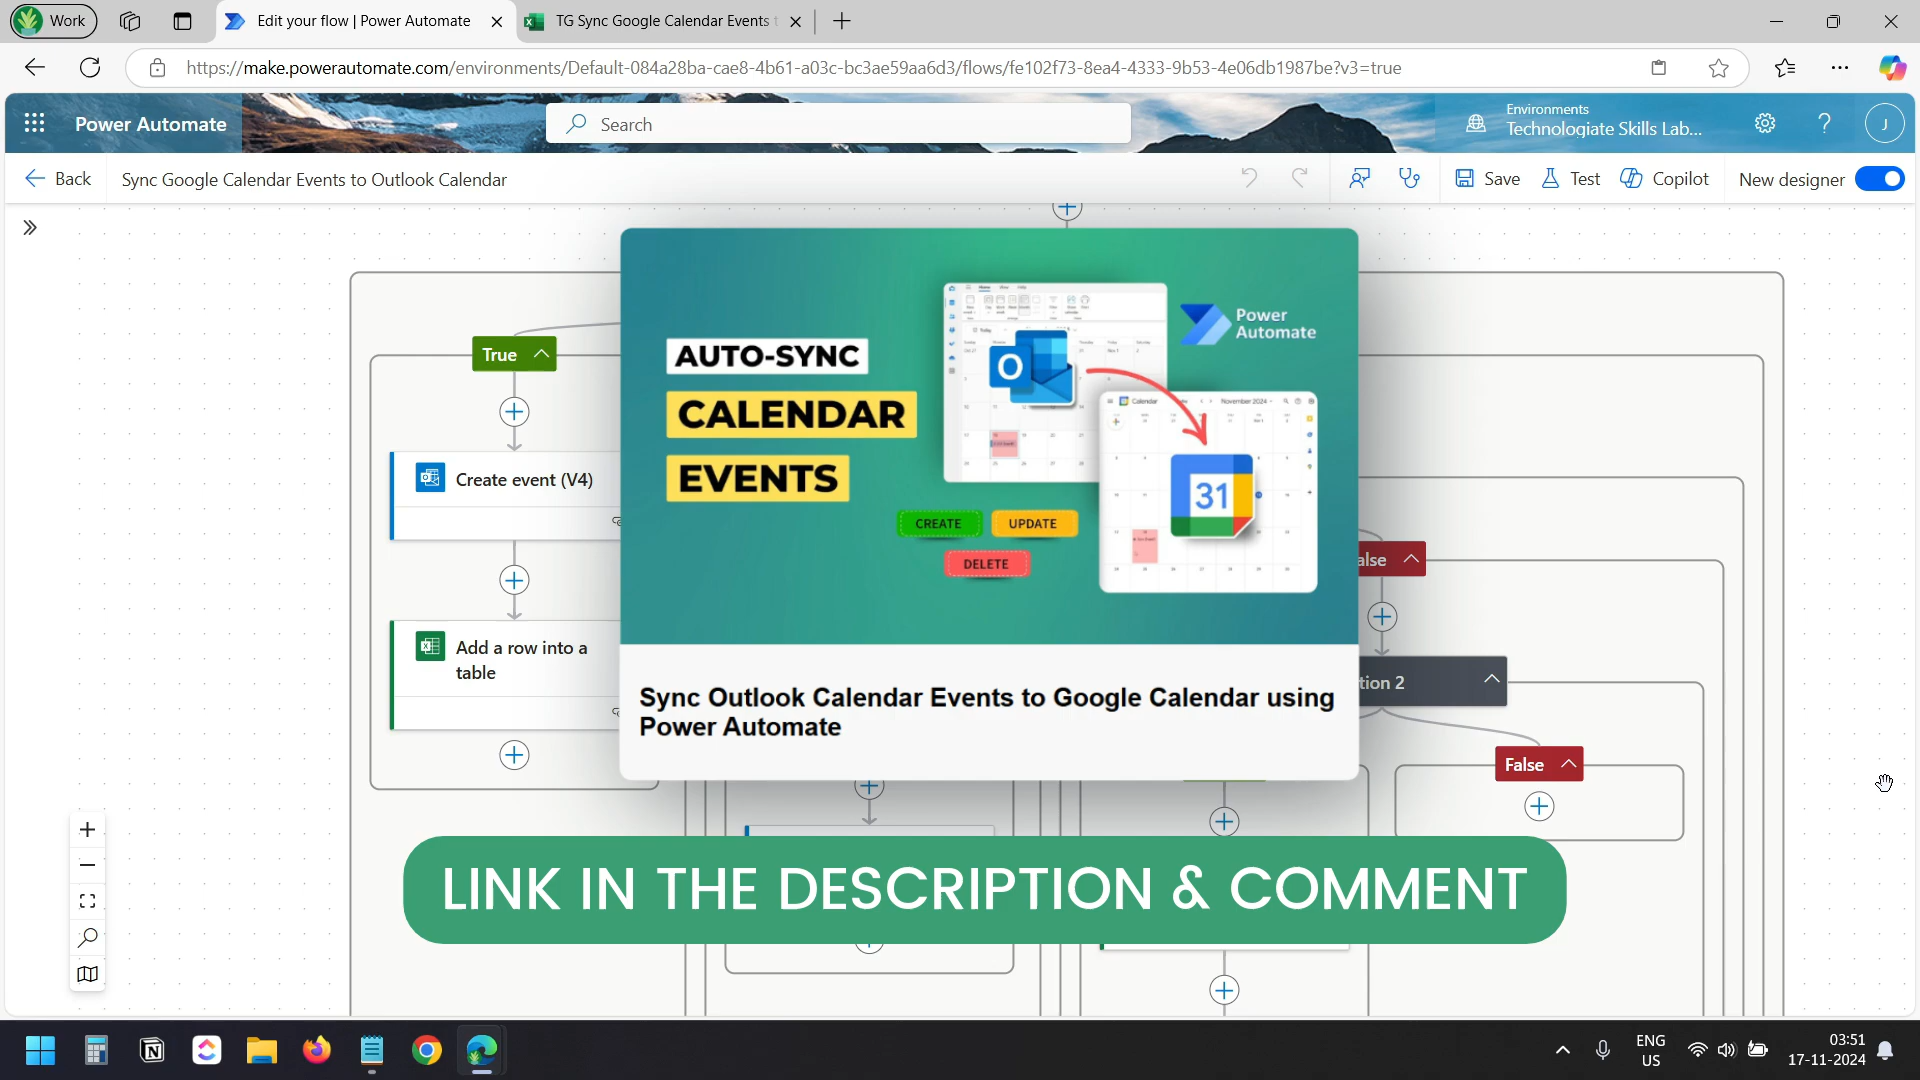 Work
Edit your flow | Power Automate
TG Sync Google Calendar Events t
https://make.powerautomate.com/environments/Default-084a28ba-cae8-4b61-a03c-bc3ae59aa6d3/flows/fe102f73-8ea4-4333-9b53-4e06db1987be?v3=true
Power Automate
Search
Environments
Technologiate Skills Lab...
J
Back
Sync Google Calendar Events to Outlook Calendar
Save
Test
Copilot
New designer
True
Create event (V4)
Add a row into a
table
AUTO-SYNC
CALENDAR
EVENTS
Power
Automate
O
Calendar
November 2024
31
CREATE
UPDATE
DELETE
Sync Outlook Calendar Events to Google Calendar using
Power Automate
alse
tion 2
False
LINK IN THE DESCRIPTION & COMMENT
ENG
US
03:51
17-11-2024